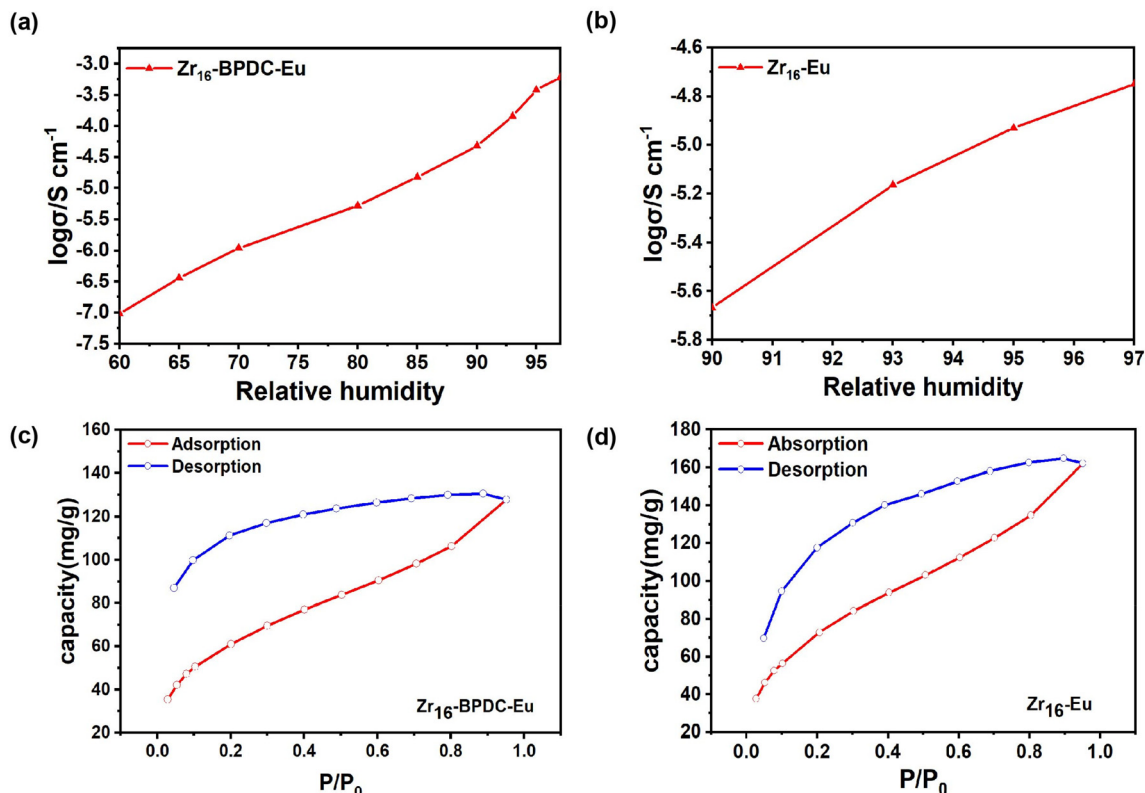 (a)
Zr16-BPDC-Eu
logσ/S cm-1
-3.0
-3.5
-4.0
-4.5
-5.0
-5.5
-6.0
-6.5
-7.0
-7.5
60 65 70 75 80 85 90 95
Relative humidity
(b)
Zr16-Eu
logσ/S cm-1
-4.6
-4.8
-5.0
-5.2
-5.4
-5.6
-5.8
90 91 92 93 94 95 96 97
Relative humidity
(c)
Adsorption
Desorption
capacity(mg/g)
160
140
120
100
80
60
40
20
Zr16-BPDC-Eu
0.0 0.2 0.4 0.6 0.8 1.0
P/P0
(d)
Absorption
Desorption
capacity(mg/g)
180
160
140
120
100
80
60
40
20
Zr16-Eu
0.0 0.2 0.4 0.6 0.8 1.0
P/P0